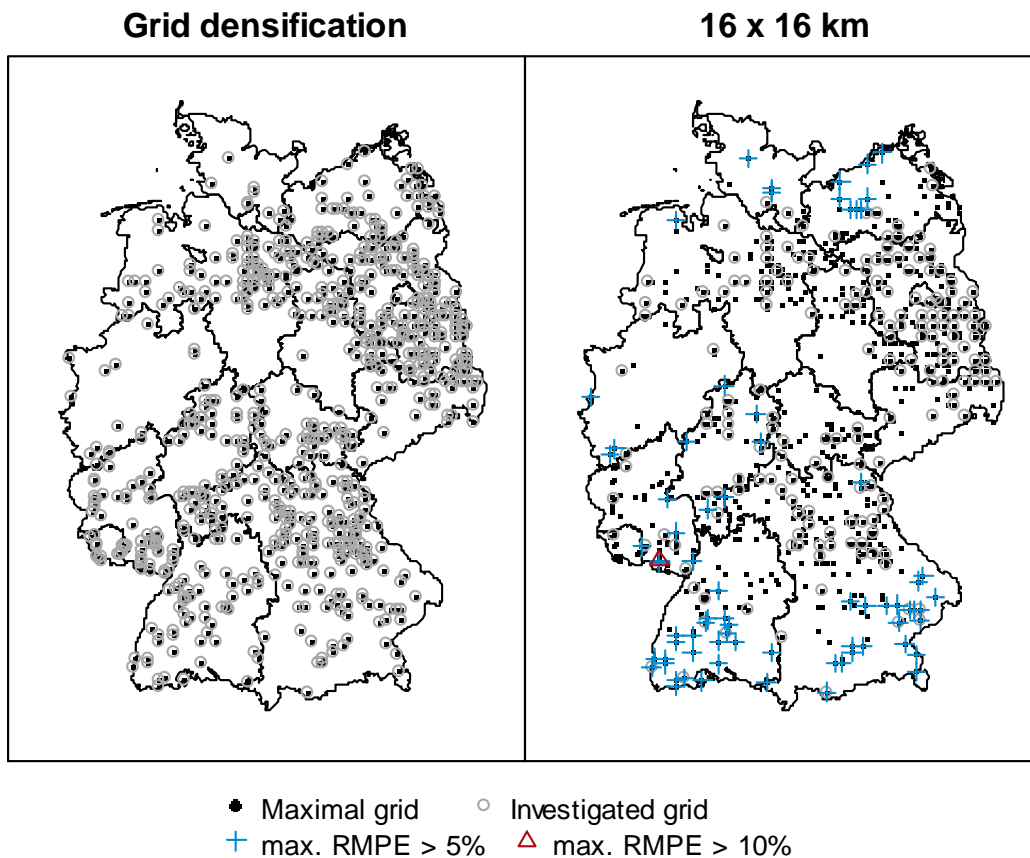 Grid densification 16 x 16 km
Maximal grid Investigated grid
max. RMPE > 5% max. RMPE > 10%